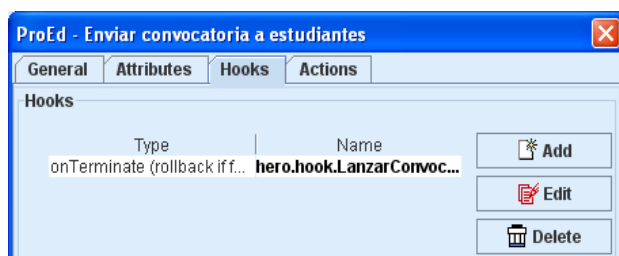 ProEd - Enviar convocatoria a estudiantes
General Attributes Hooks Actions
Hooks
Type Name
onTerminate (rollback if f... hero.hook.LanzarConvoc...
Add
Edit
Delete